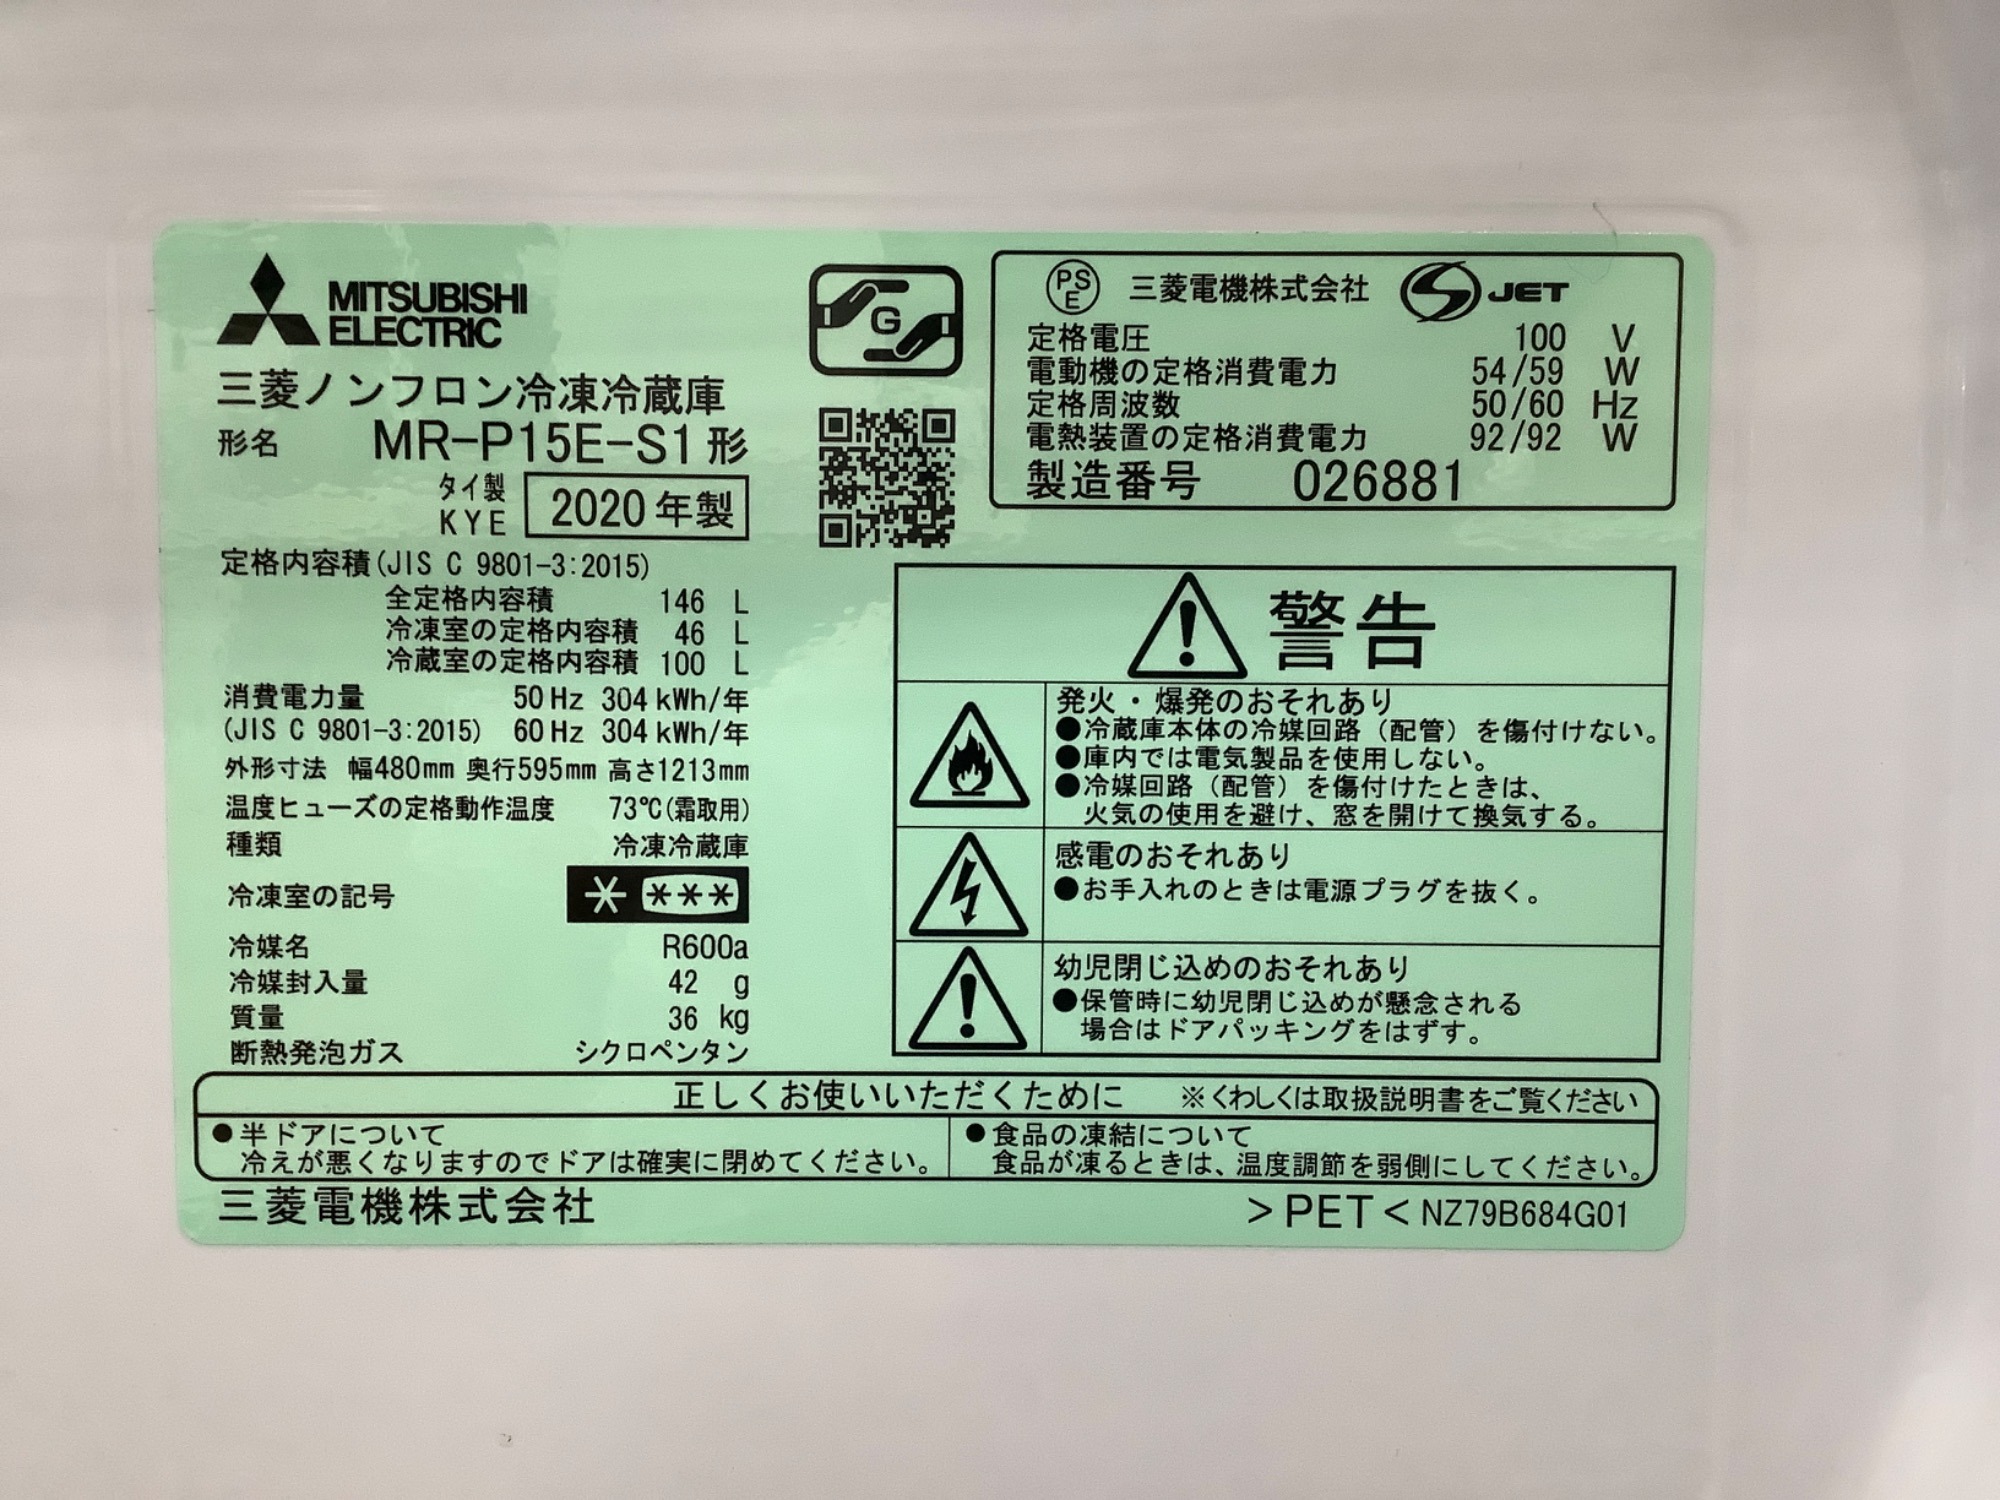 MITSUBISHI
ELECTRIC
三菱ノンフロン冷凍冷蔵庫
形名 MR-P15E-S1形
タイ製
KYE 2020年製
定格内容積(JIS C 9801-3:2015)
全定格内容積 146 L
冷凍室の定格内容積 46 L
冷蔵室の定格内容積 100 L
消費電力量 50Hz 304kWh/年
(JIS C 9801-3:2015) 60Hz 304kWh/年
外形寸法 幅480mm 奥行595mm 高さ1213mm
温度ヒューズの定格動作温度 73℃(霜取用)
種類 冷凍冷蔵庫
冷凍室の記号 * ***
冷媒名 R600a
冷媒封入量 42 g
質量 36 kg
断熱発泡ガス シクロペンタン
G
PS
E
三菱電機株式会社 S JET
定格電圧 100 V
電動機の定格消費電力 54/59 W
定格周波数 50/60 Hz
電熱装置の定格消費電力 92/92 W
製造番号 026881
警告
発火・爆発のおそれあり
●冷蔵庫本体の冷媒回路(配管)を傷付けない。
●庫内では電気製品を使用しない。
●冷媒回路(配管)を傷付けたときは、
火気の使用を避け、窓を開けて換気する。
感電のおそれあり
●お手入れのときは電源プラグを抜く。
幼児閉じ込めのおそれあり
●保管時に幼児閉じ込めが懸念される
場合はドアパッキングをはずす。
正しくお使いいただくために ※くわしくは取扱説明書をご覧ください
●半ドアについて
冷えが悪くなりますのでドアは確実に閉めてください。
●食品の凍結について
食品が凍るときは、温度調節を弱側にしてください。
三菱電機株式会社
>PET< NZ79B684G01